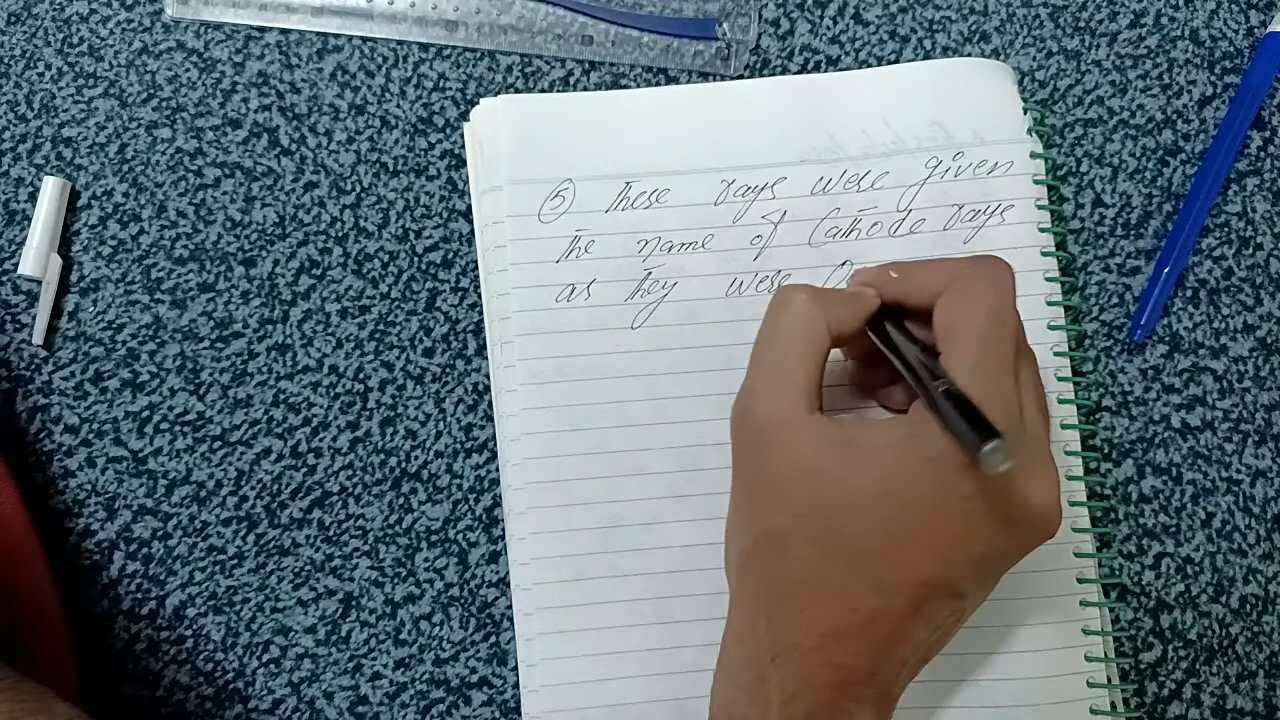 ⑤ These rays were given
the name of Cathode rays
as they were